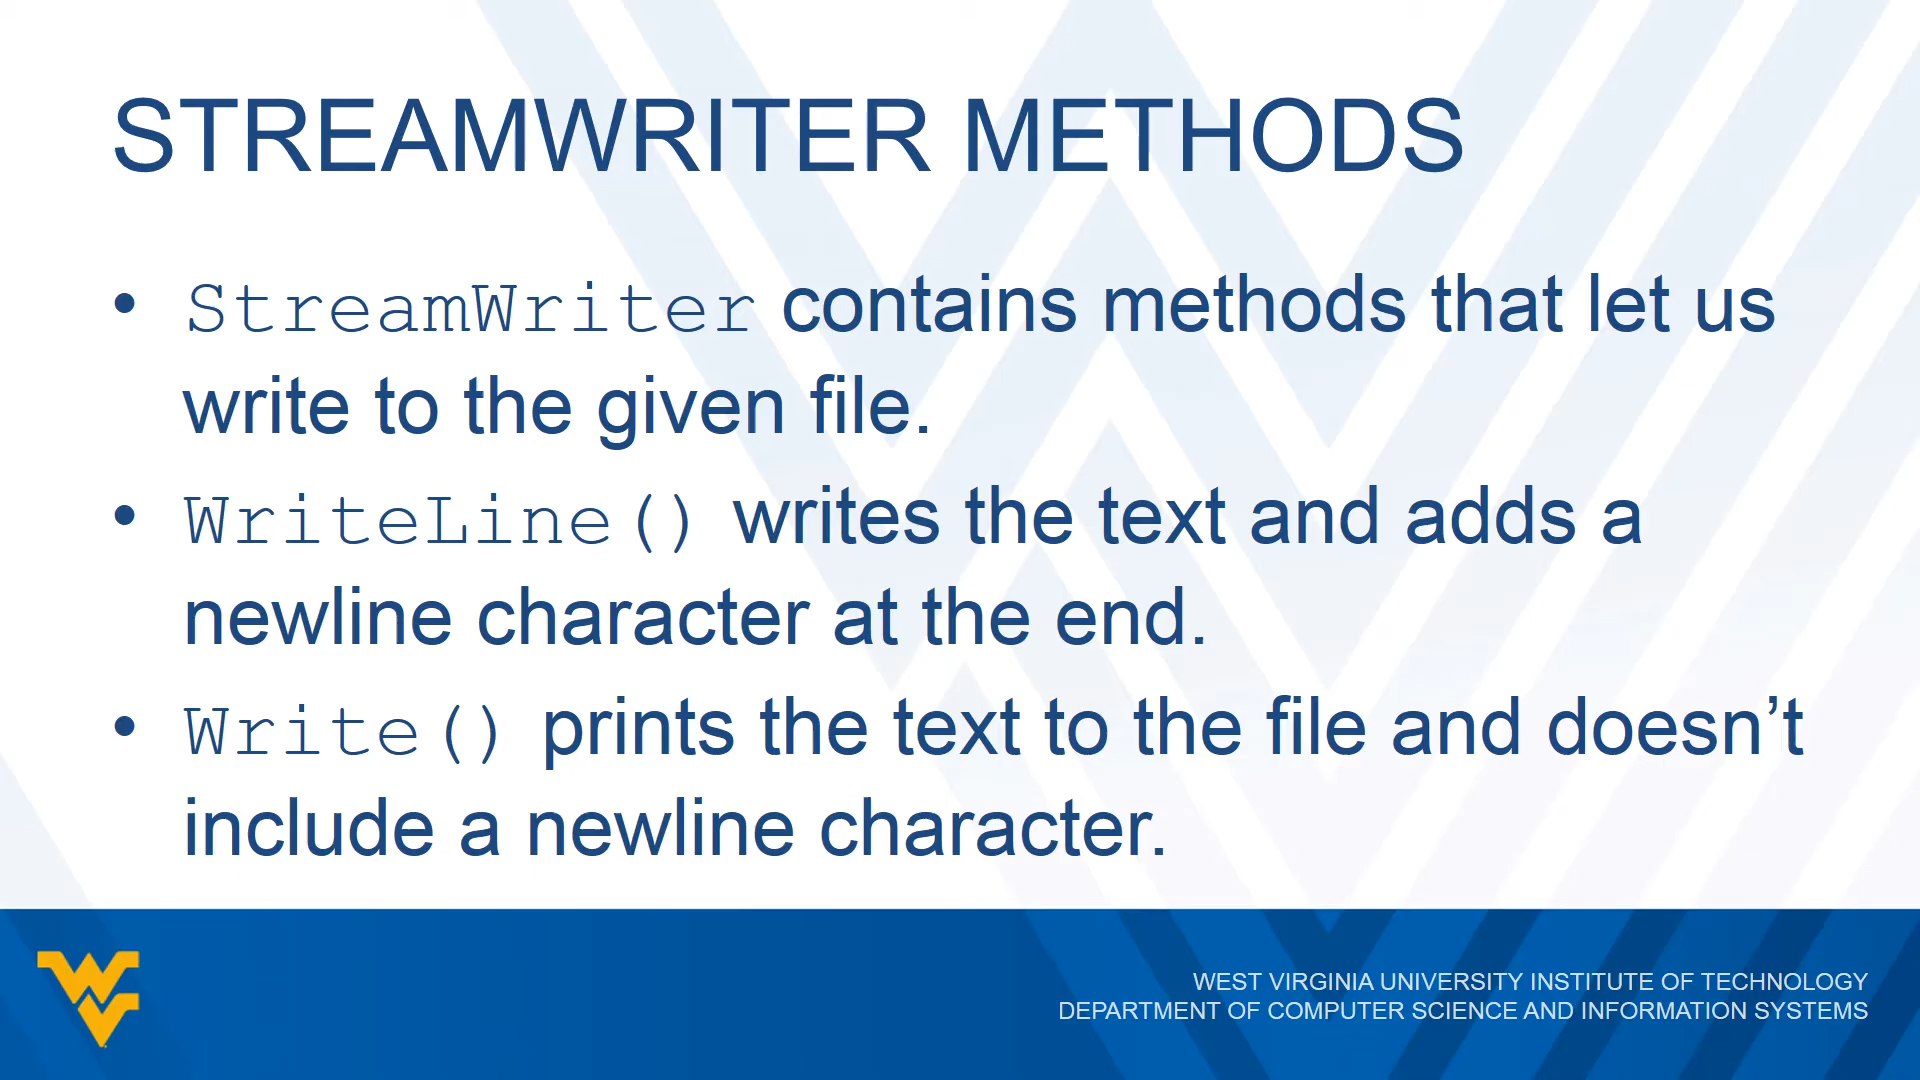 STREAMWRITER METHODS
• StreamWriter contains methods that let us
write to the given file.
• WriteLine() writes the text and adds a
newline character at the end.
• Write() prints the text to the file and doesn’t
include a newline character.
WEST VIRGINIA UNIVERSITY INSTITUTE OF TECHNOLOGY
DEPARTMENT OF COMPUTER SCIENCE AND INFORMATION SYSTEMS